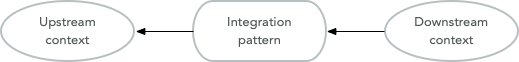 Upstream
context
Integration
pattern
Downstream
context